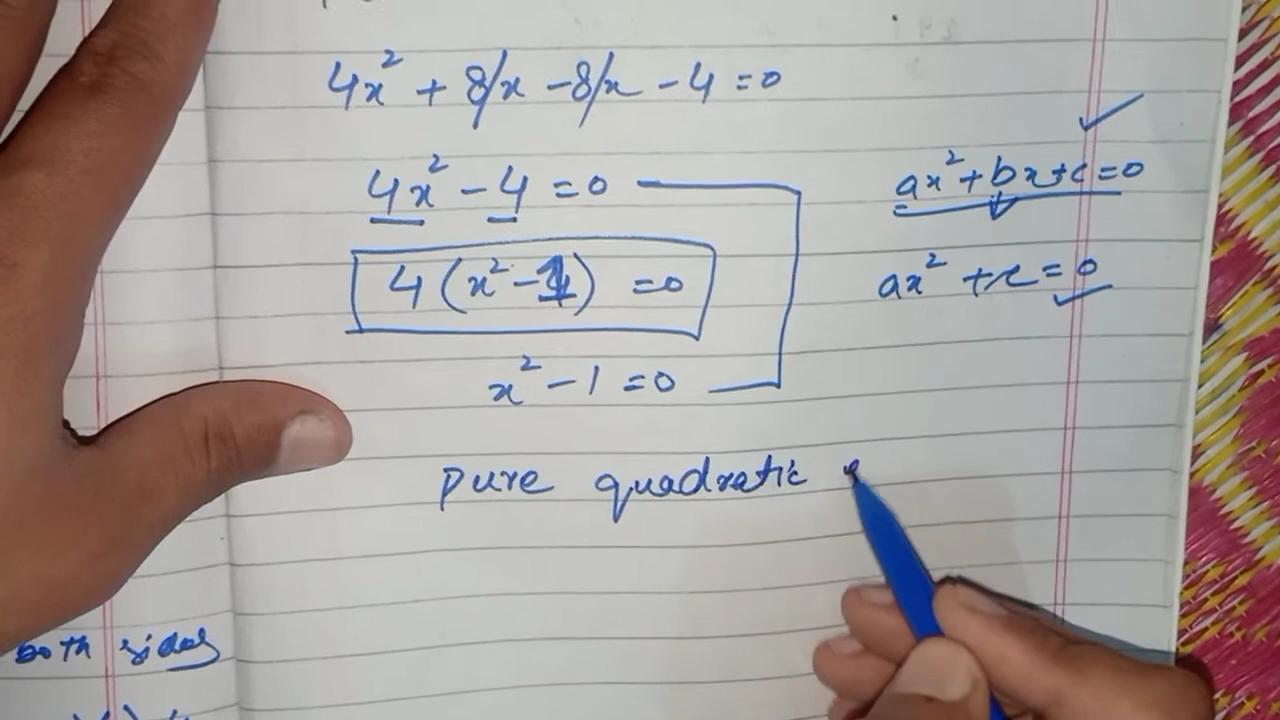 4x² + 8x - 8x - 4 = 0
4x² - 4 = 0
4(x² - 1) = 0
x² - 1 = 0
pure quadratic
ax² + bx + c = 0
ax² + c = 0
both sides